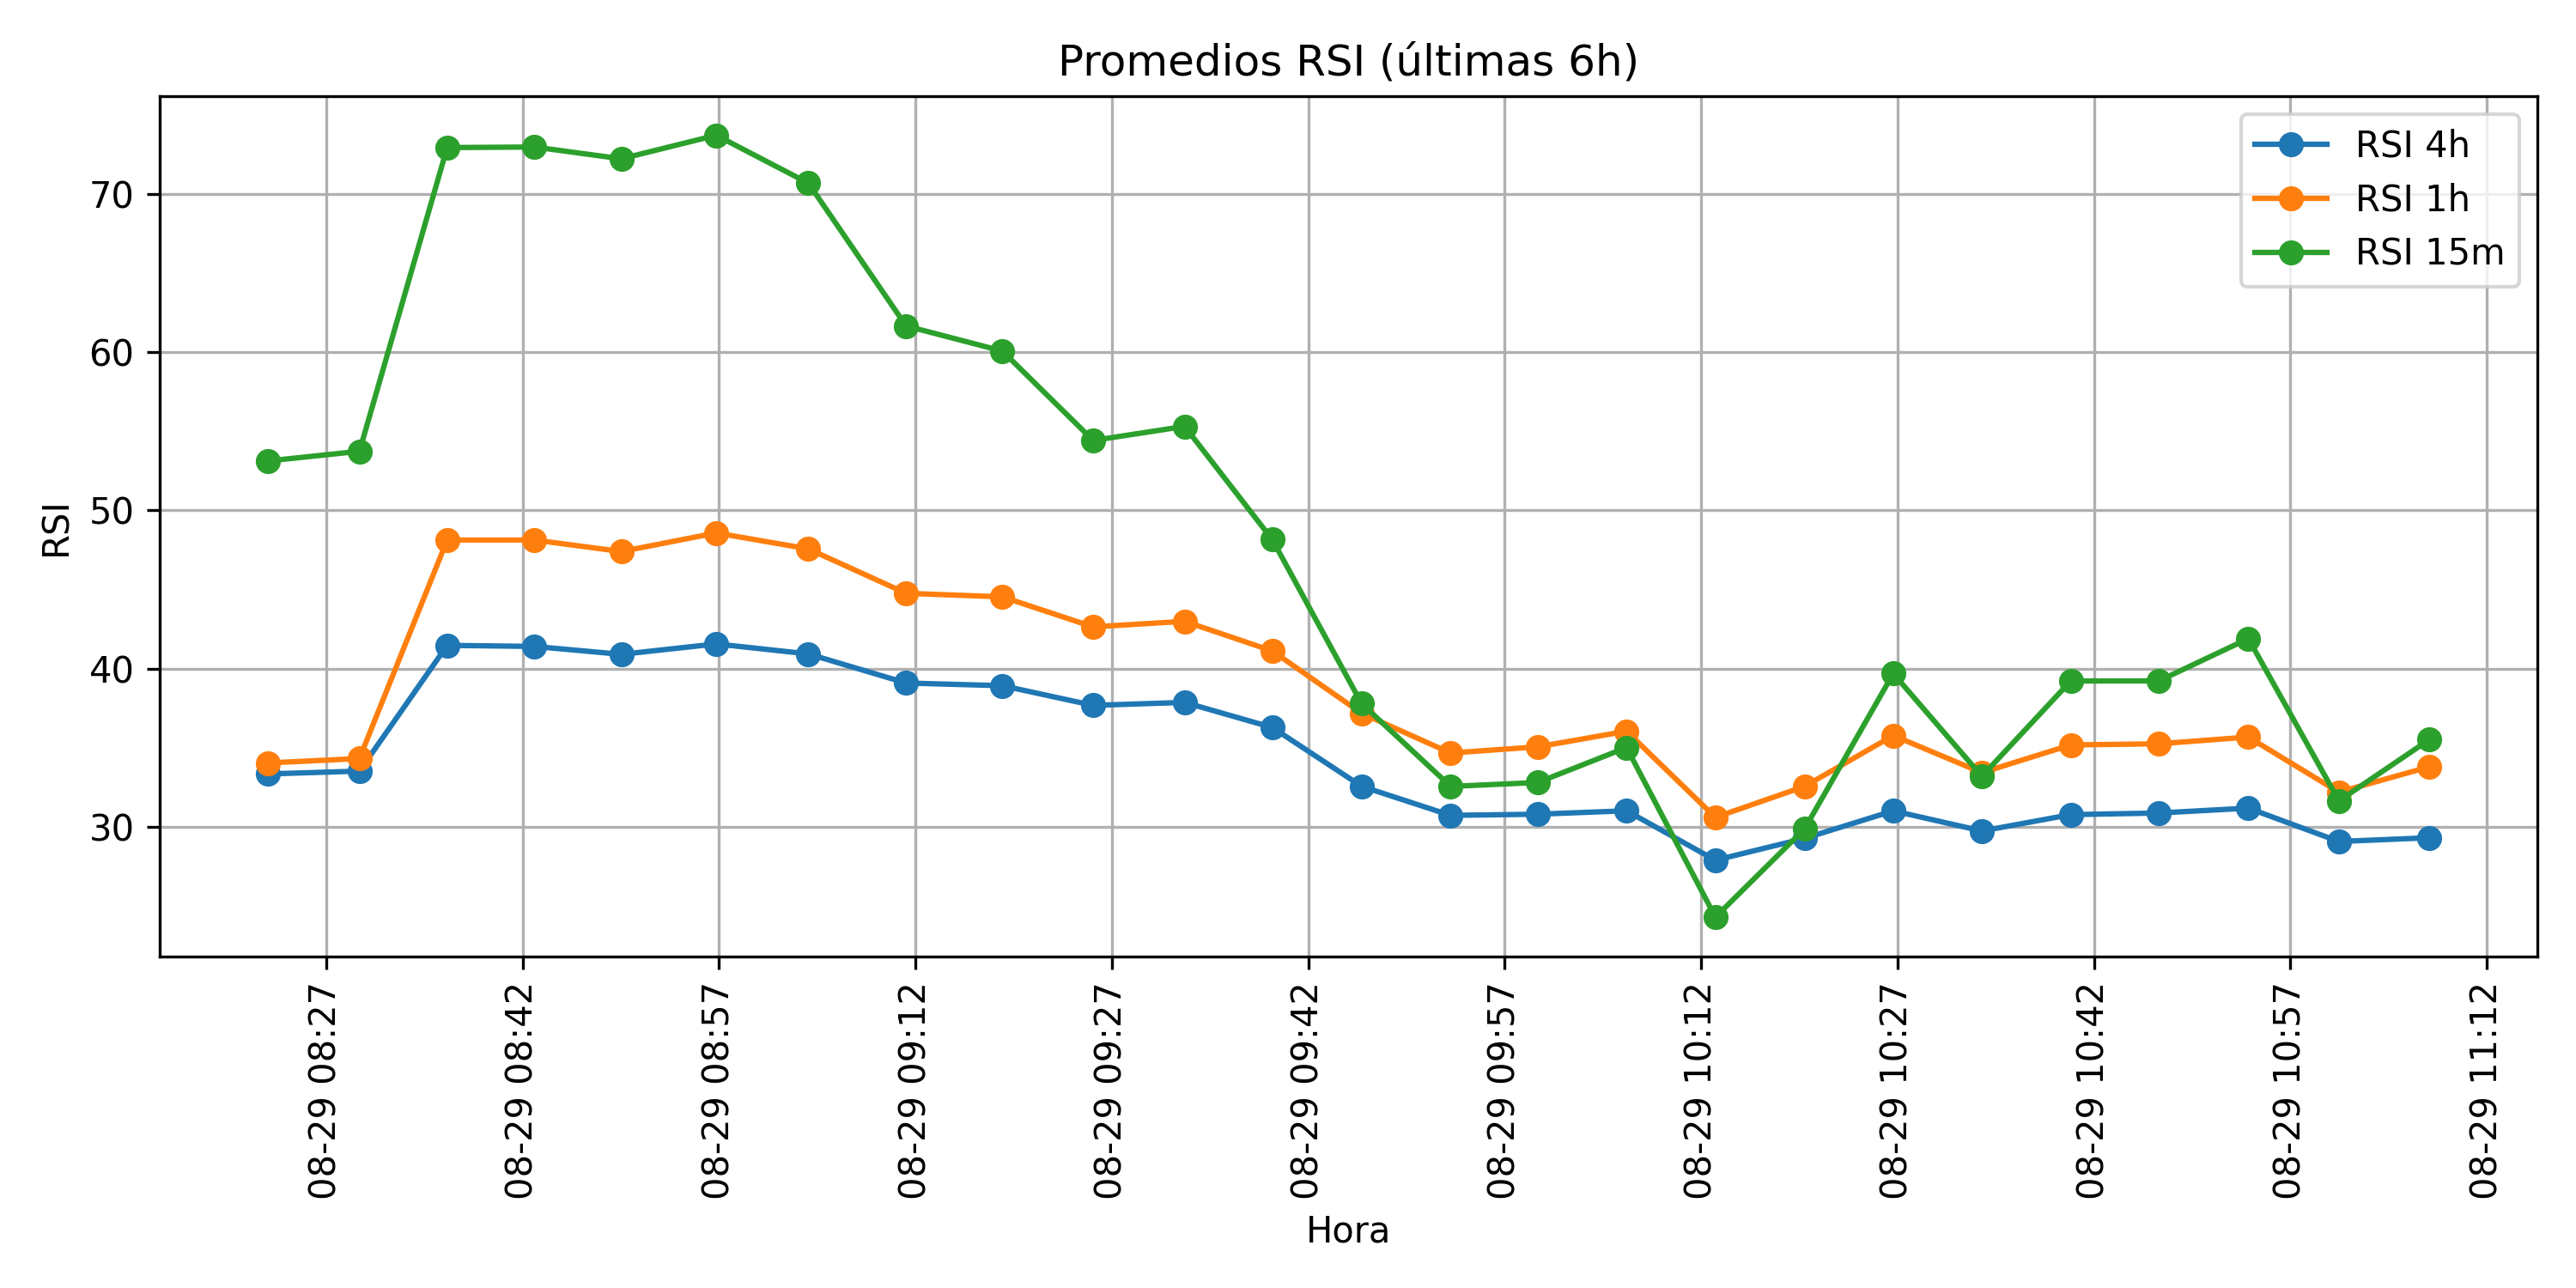 Promedios RSI (últimas 6h)
RSI 4h
RSI 1h
RSI 15m
RSI
70
60
50
40
30
08-29 08:27
08-29 08:42
08-29 08:57
08-29 09:12
08-29 09:27
08-29 09:42
08-29 09:57
08-29 10:12
08-29 10:27
08-29 10:42
08-29 10:57
08-29 11:12
Hora